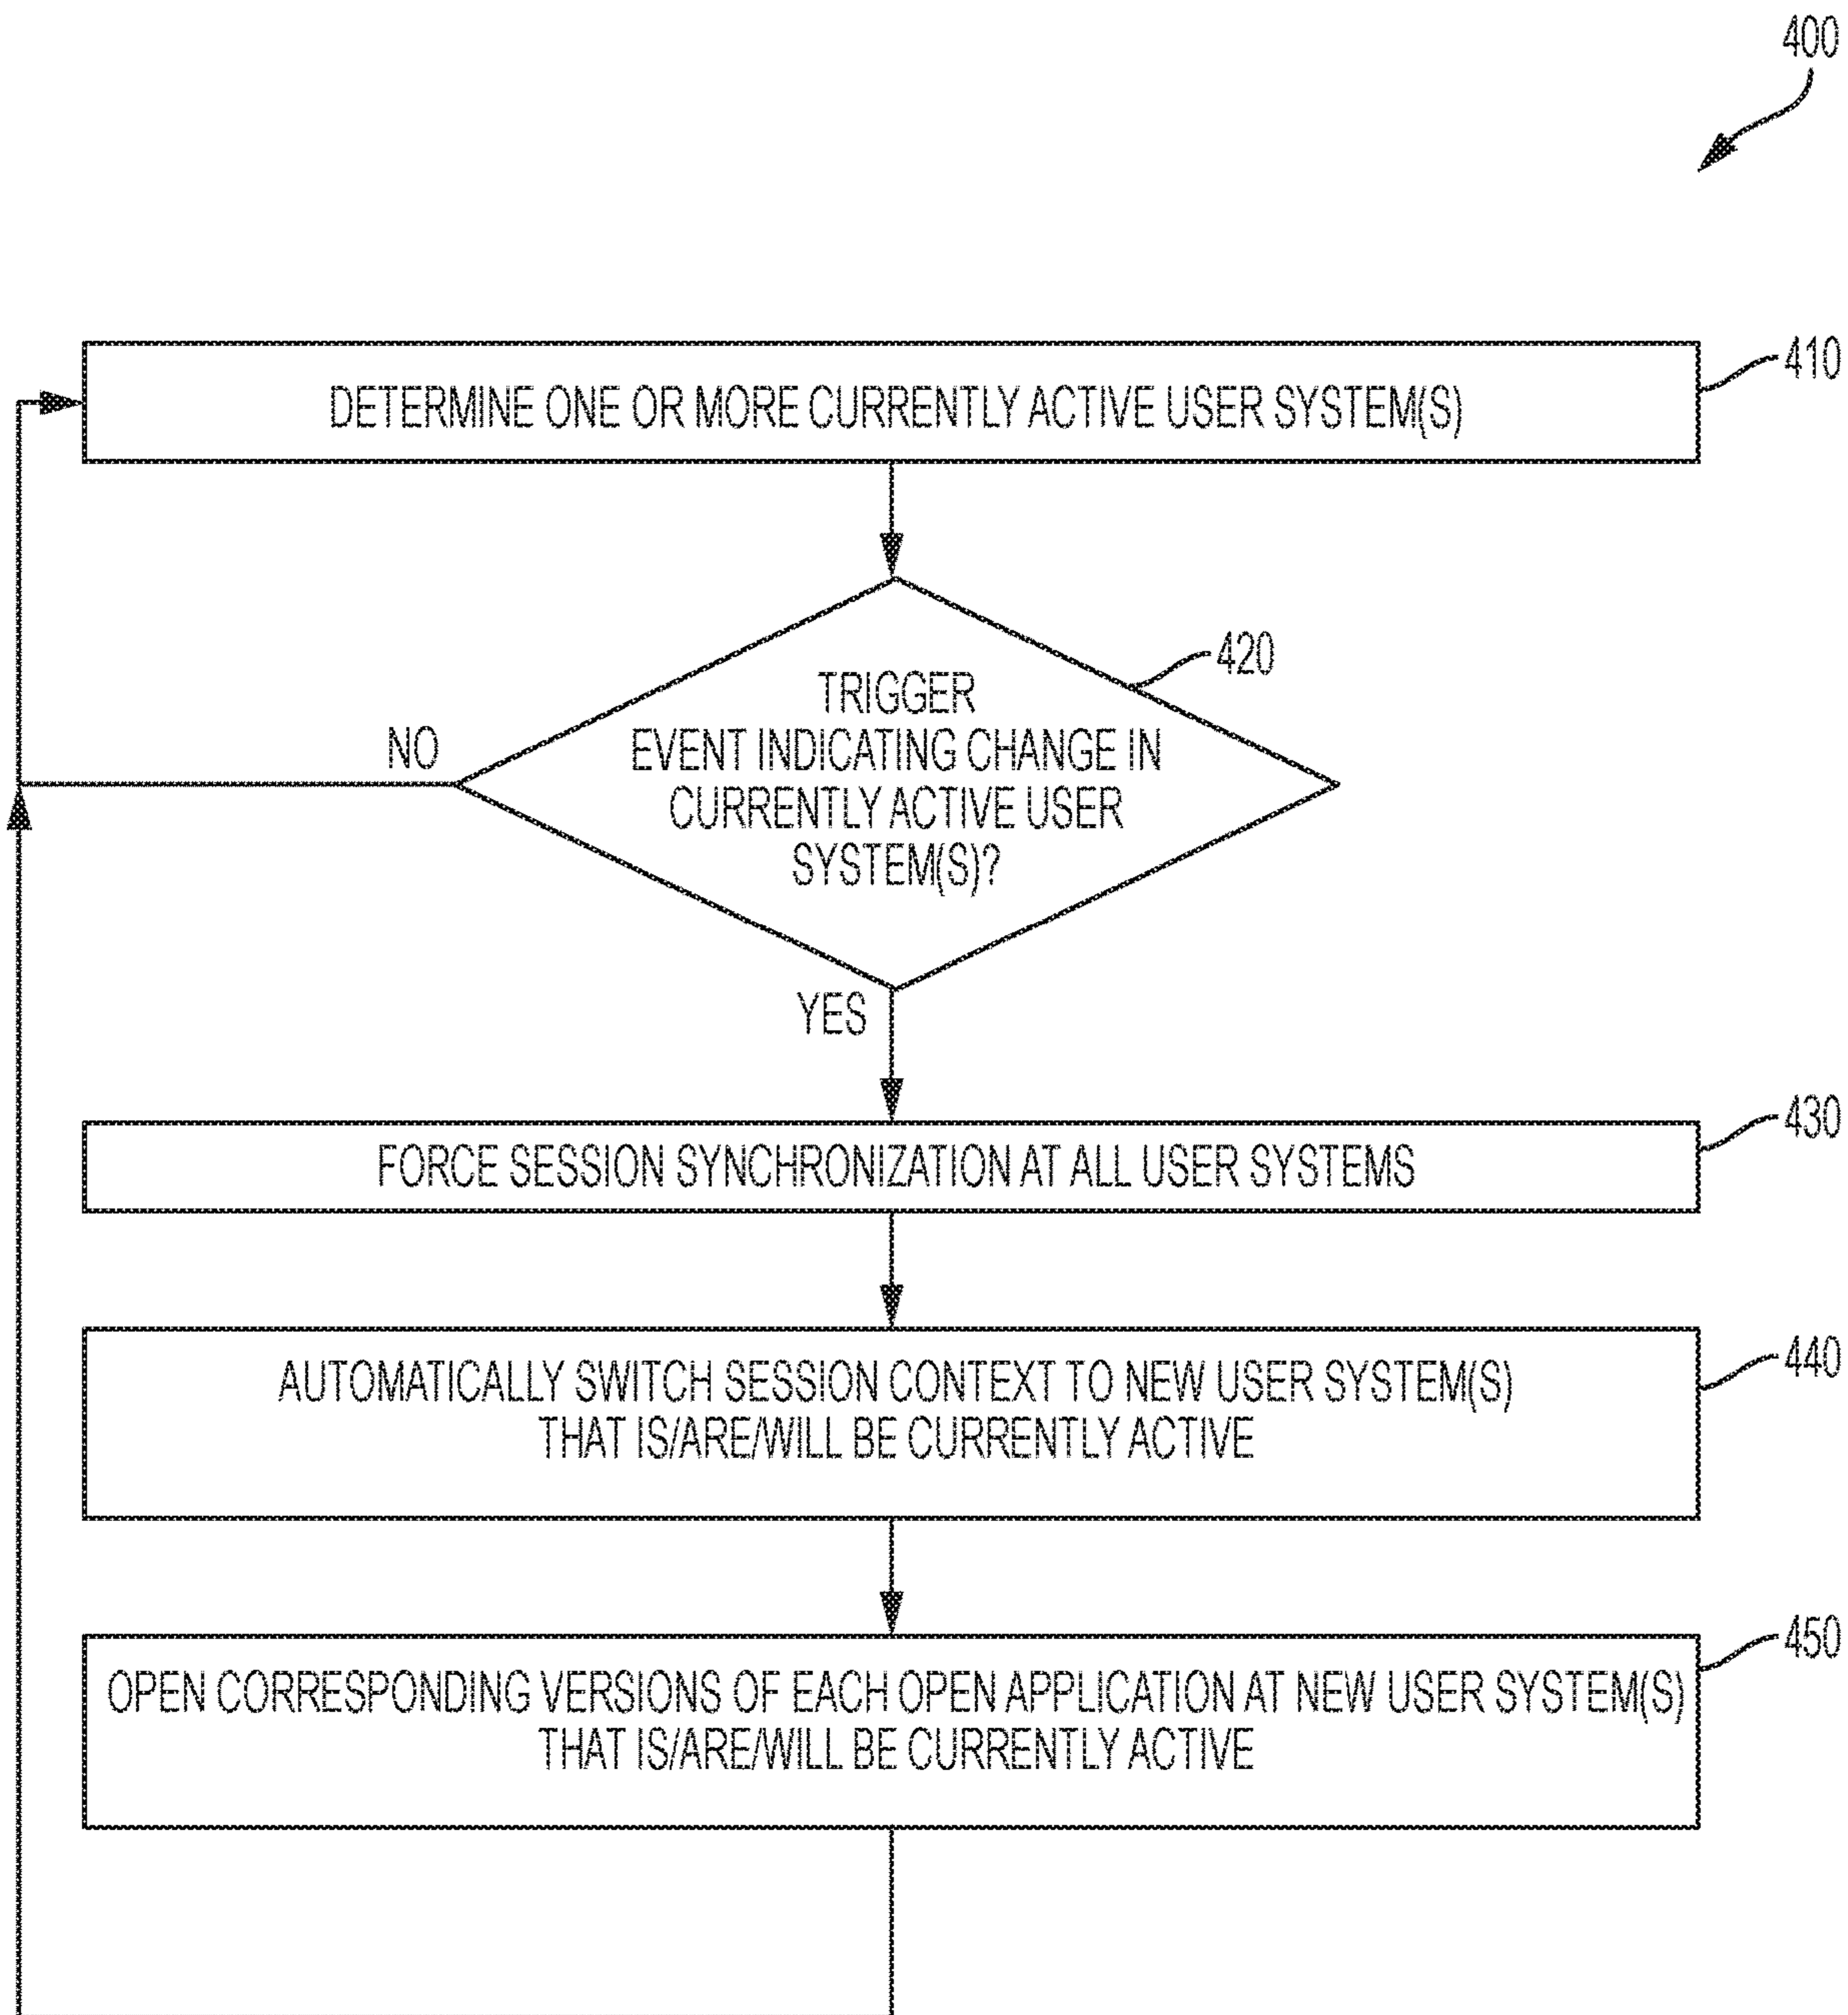 400
DETERMINE ONE OR MORE CURRENTLY ACTIVE USER SYSTEM(S)
410
TRIGGER
EVENT INDICATING CHANGE IN
CURRENTLY ACTIVE USER
SYSTEM(S)?
420
NO
YES
FORCE SESSION SYNCHRONIZATION AT ALL USER SYSTEMS
430
AUTOMATICALLY SWITCH SESSION CONTEXT TO NEW USER SYSTEM(S)
THAT IS/ARE/WILL BE CURRENTLY ACTIVE
440
OPEN CORRESPONDING VERSIONS OF EACH OPEN APPLICATION AT NEW USER SYSTEM(S)
THAT IS/ARE/WILL BE CURRENTLY ACTIVE
450